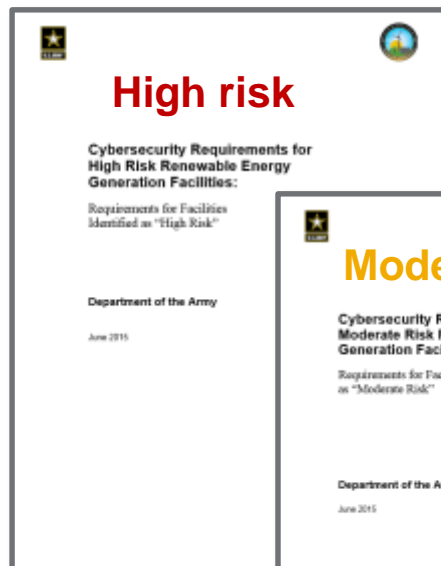 High risk
Cybersecurity Requirements for
High Risk Renewable Energy
Generation Facilities:
Requirements for Facilities
Identified as "High Risk"
Department of the Army
June 2015
Mode
Cybersecurity R
Moderate Risk
Generation Faci
Requirements for Fac
as "Moderate Risk"
Department of the A
June 2015